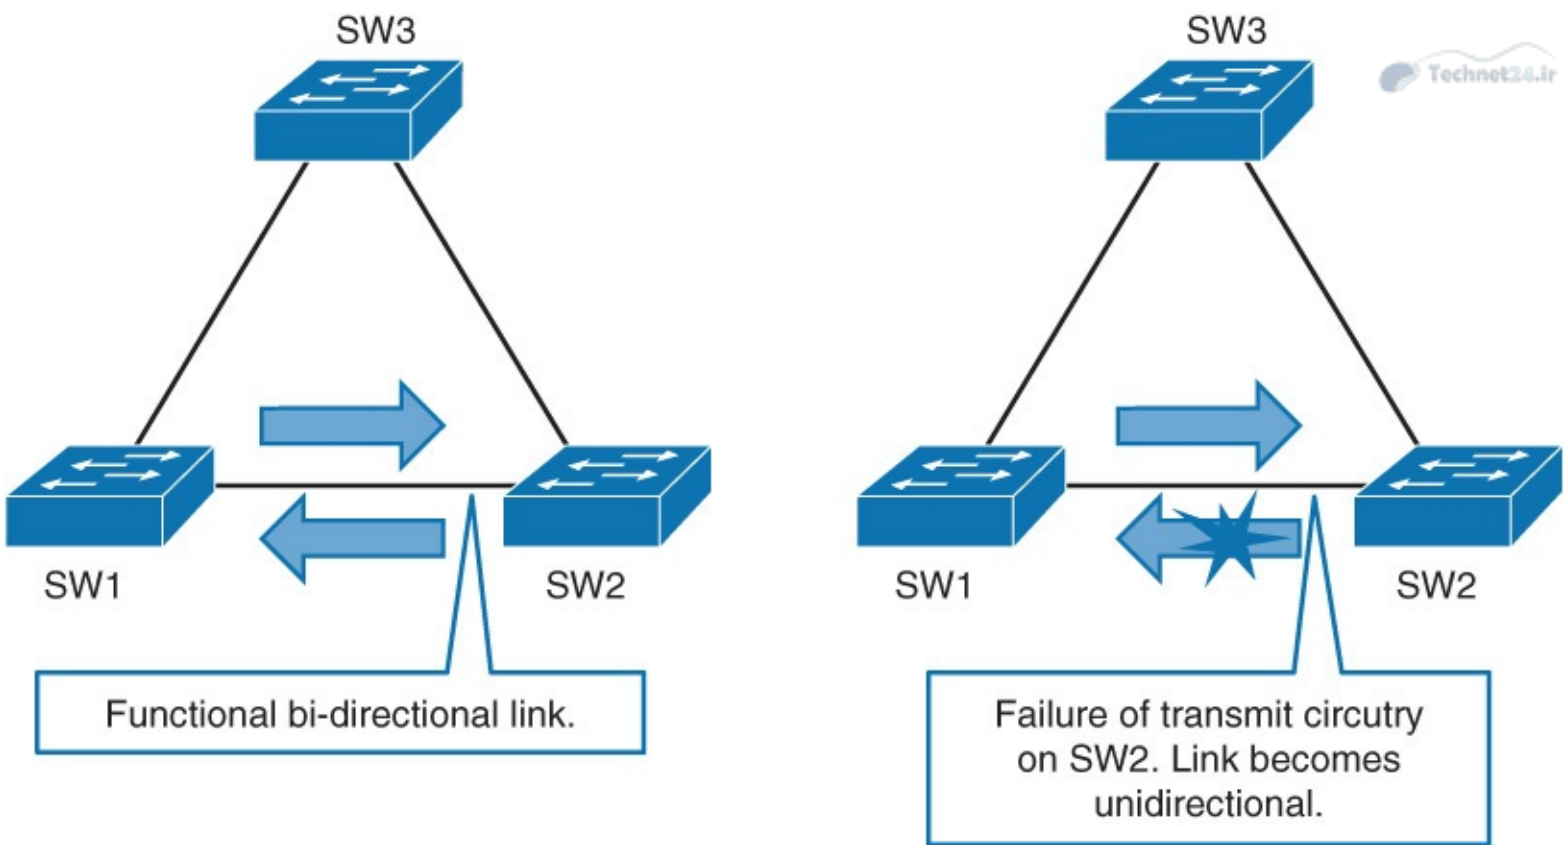 SW3
SW1
SW2
Functional bi-directional link.
SW3
Technet24.ir
SW1
SW2
Failure of transmit circutry
on SW2. Link becomes
unidirectional.